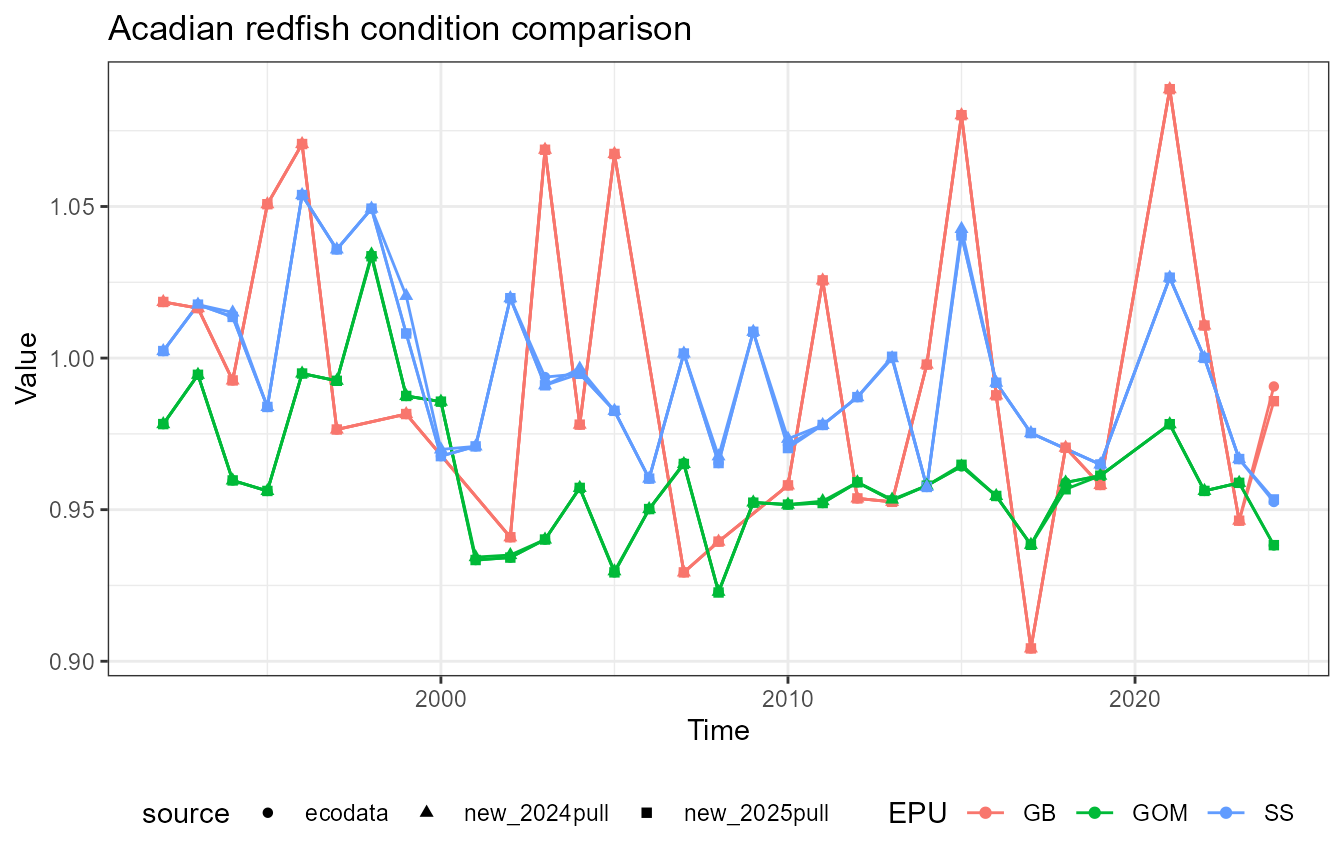 Acadian redfish condition comparison
Value
1.05
1.00
0.95
0.90
2000 2010 2020
Time
source ecodata new_2024pull new_2025pull EPU GB GOM SS